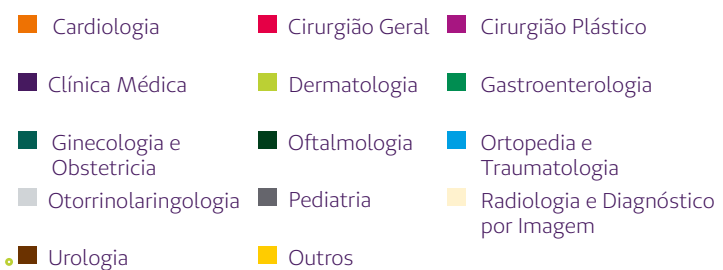 Cardiologia
Cirurgião Geral
Cirurgião Plástico
Clínica Médica
Dermatologia
Gastroenterologia
Ginecologia e
Obstetricia
Oftalmologia
Ortopedia e
Traumatologia
Otorrinolaringologia
Pediatria
Radiologia e Diagnóstico
por Imagem
Urologia
Outros